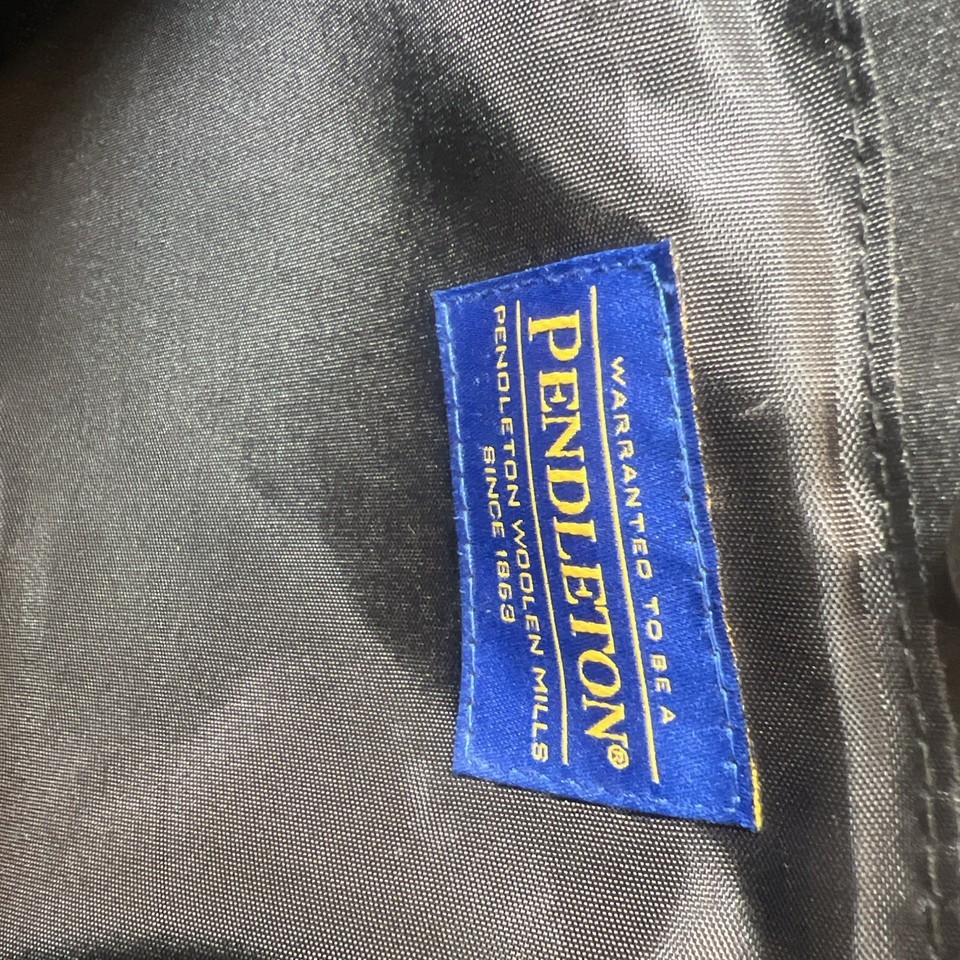 WARRANTED TO BE A
PENDLETON®
PENDLETON WOOLEN MILLS
SINCE 1863